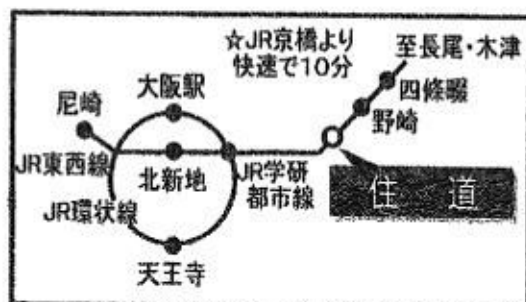 ☆JR京橋より
快速で10分
至長尾・木津
四條畷
野崎
大阪駅
尼崎
JR東西線
北新地
JR学研
都市線
住道
JR環状線
天王寺